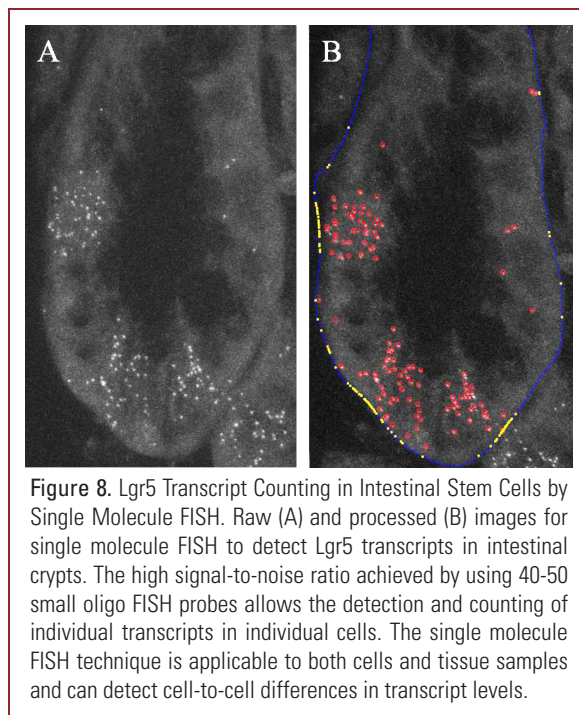 A
B
Figure 8. Lgr5 Transcript Counting in Intestinal Stem Cells by
Single Molecule FISH. Raw (A) and processed (B) images for
single molecule FISH to detect Lgr5 transcripts in intestinal
crypts. The high signal-to-noise ratio achieved by using 40-50
small oligo FISH probes allows the detection and counting of
individual transcripts in individual cells. The single molecule
FISH technique is applicable to both cells and tissue samples
and can detect cell-to-cell differences in transcript levels.